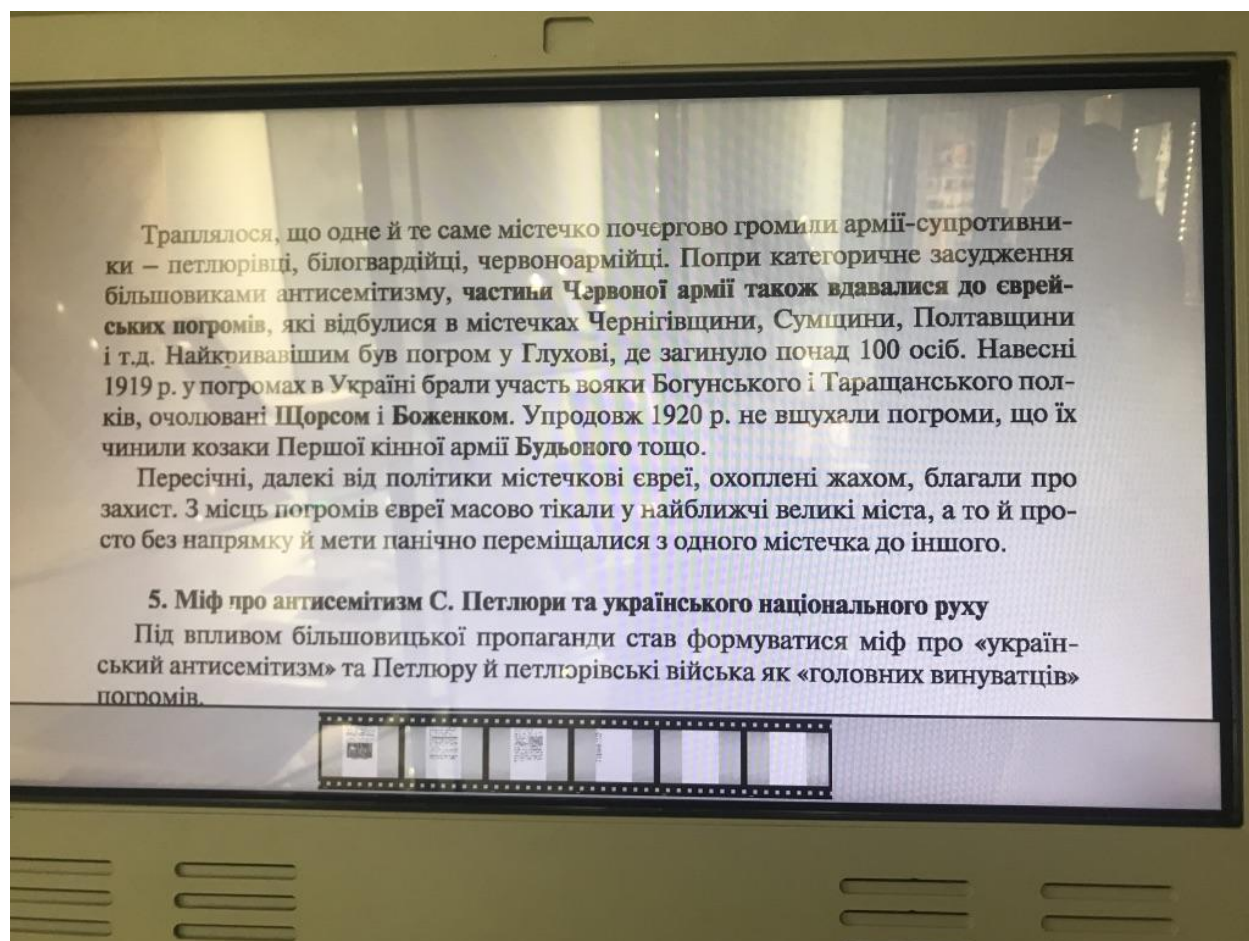 Траплялося, що одне й те саме містечко почергово громили армії-супротивни-
ки – петлюрівці, білогвардійці, червоноармійці. Попри категоричне засудження
більшовиками антисемітизму, частини Червоної армії також вдавалися до єврей-
ських погромів, які відбулися в містечках Чернігівщини, Сумщини, Полтавщини
і т.д. Найкривавішим був погром у Глухові, де загинуло понад 100 осіб. Навесні
1919 р. у погромах в Україні брали участь вояки Богунського і Таращанського пол-
ків, очолювані Щорсом і Боженком. Упродовж 1920 р. не вщухали погроми, що їх
чинили козаки Першої кінної армії Будьоного тощо.
Пересічні, далекі від політики містечкові євреї, охоплені жахом, благали про
захист. З місць погромів євреї масово тікали у найближчі великі міста, а то й про-
сто без напрямку й мети панічно переміщалися з одного містечка до іншого.
5. Міф про антисемітизм С. Петлюри та українського національного руху
Під впливом більшовицької пропаганди став формуватися міф про «україн-
ський антисемітизм» та Петлюру й петлюрівські війська як «головних винуватців»
погромів.